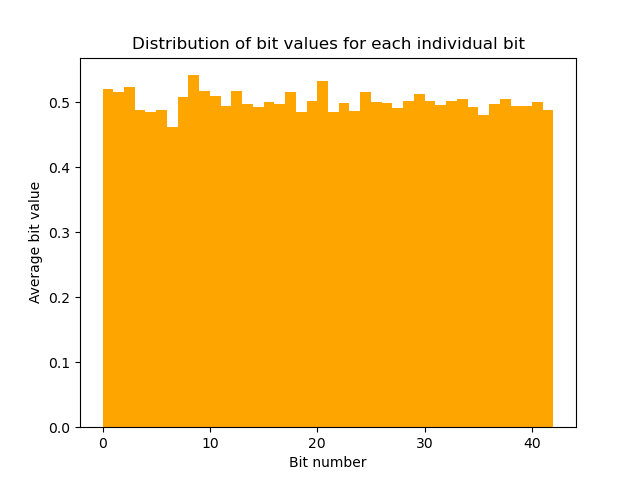 Distribution of bit values for each individual bit
0.5
0.4
0.3
0.2
0.1
0.0
Average bit value
0 10 20 30 40
Bit number